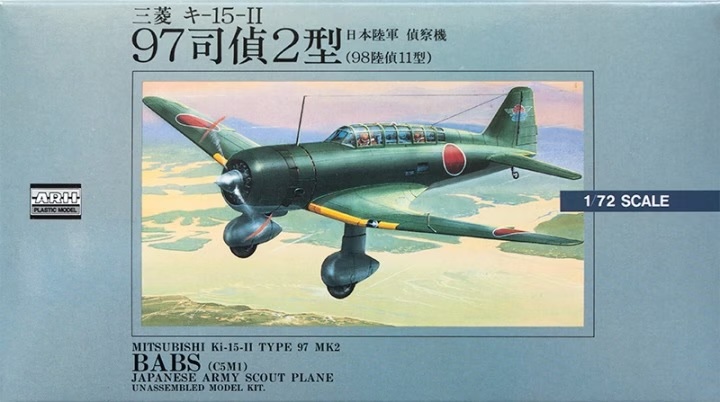 三菱 キ-15-II
97司偵2型
日本陸軍 偵察機
(98陸偵11型)
ARH
PLASTIC MODEL
1/72 SCALE
MITSUBISHI Ki-15-II TYPE 97 MK2
BABS (C5M1)
JAPANESE ARMY SCOUT PLANE
UNASSEMBLED MODEL KIT.